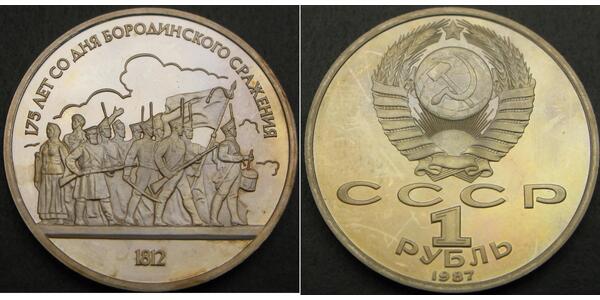 175 ЛЕТ СО ДНЯ БОРОДИНСКОГО СРАЖЕНИЯ
1812
СССР
1
РУБЛЬ
1987